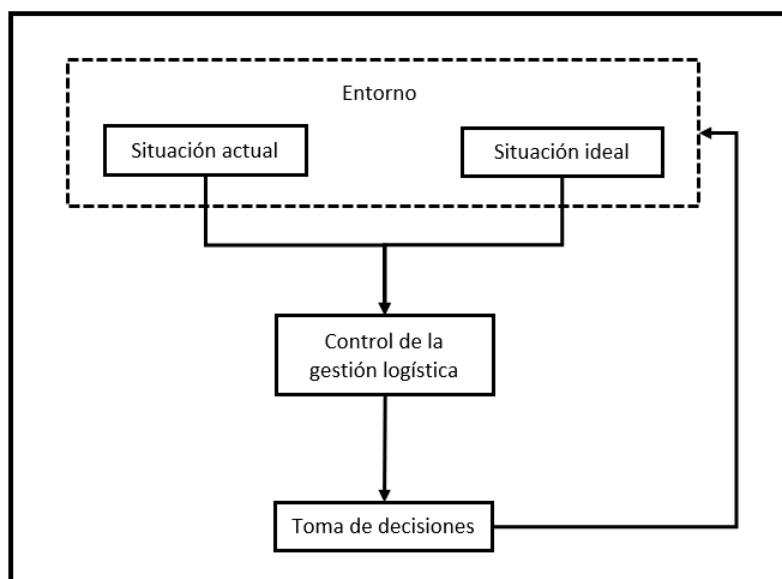 Entorno
Situación actual
Situación ideal
Control de la
gestión logística
Toma de decisiones